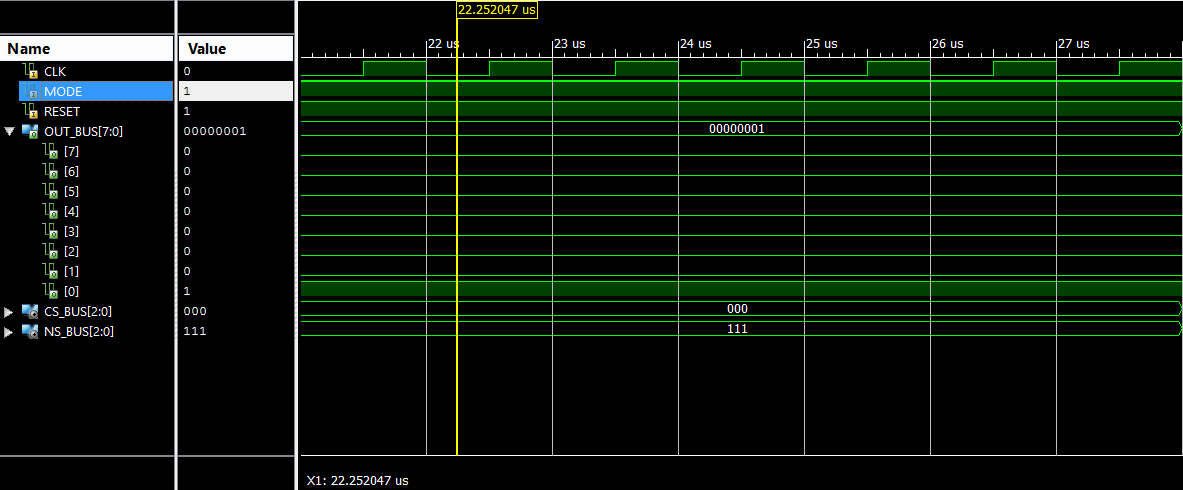 22.252047 us
Name Value 22 us 23 us 24 us 25 us 26 us 27 us
CLK 0
MODE 1
RESET 1
OUT_BUS[7:0] 00000001 00000001
[7] 0
[6] 0
[5] 0
[4] 0
[3] 0
[2] 0
[1] 0
[0] 1
CS_BUS[2:0] 000 000
NS_BUS[2:0] 111 111
X1: 22.252047 us